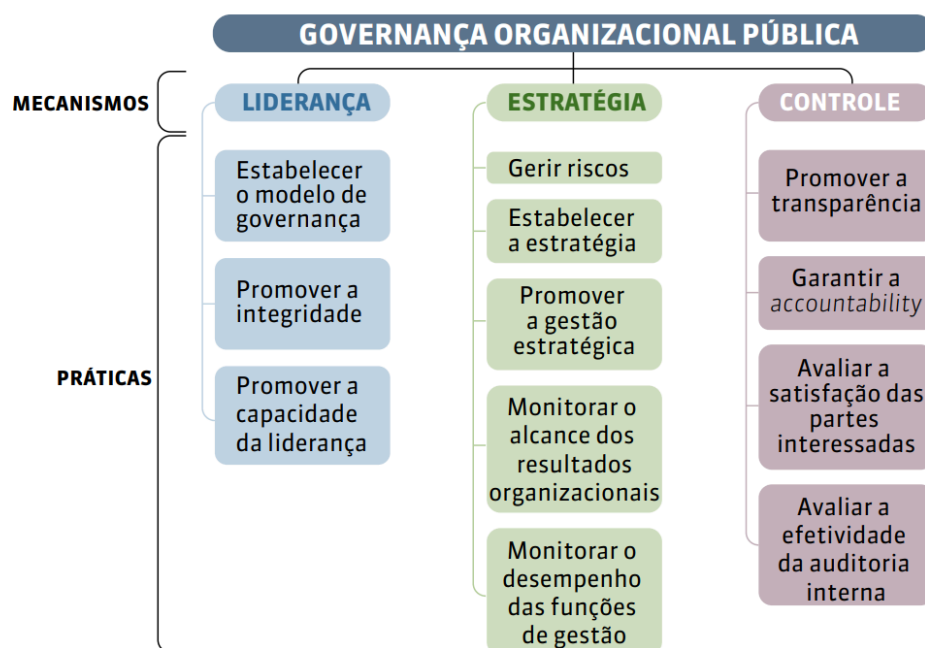 GOVERNANÇA ORGANIZACIONAL PÚBLICA
MECANISMOS
LIDERANÇA
ESTRATÉGIA
CONTROLE
PRÁTICAS
Estabelecer
o modelo de
governança
Promover a
integridade
Promover a
capacidade
da liderança
Gerir riscos
Estabelecer
a estratégia
Promover
a gestão
estratégica
Monitorar o
alcance dos
resultados
organizacionais
Monitorar o
desempenho
das funções
de gestão
Promover a
transparência
Garantir a
accountability
Avaliar a
satisfação das
partes
interessadas
Avaliar a
efetividade
da auditoria
interna